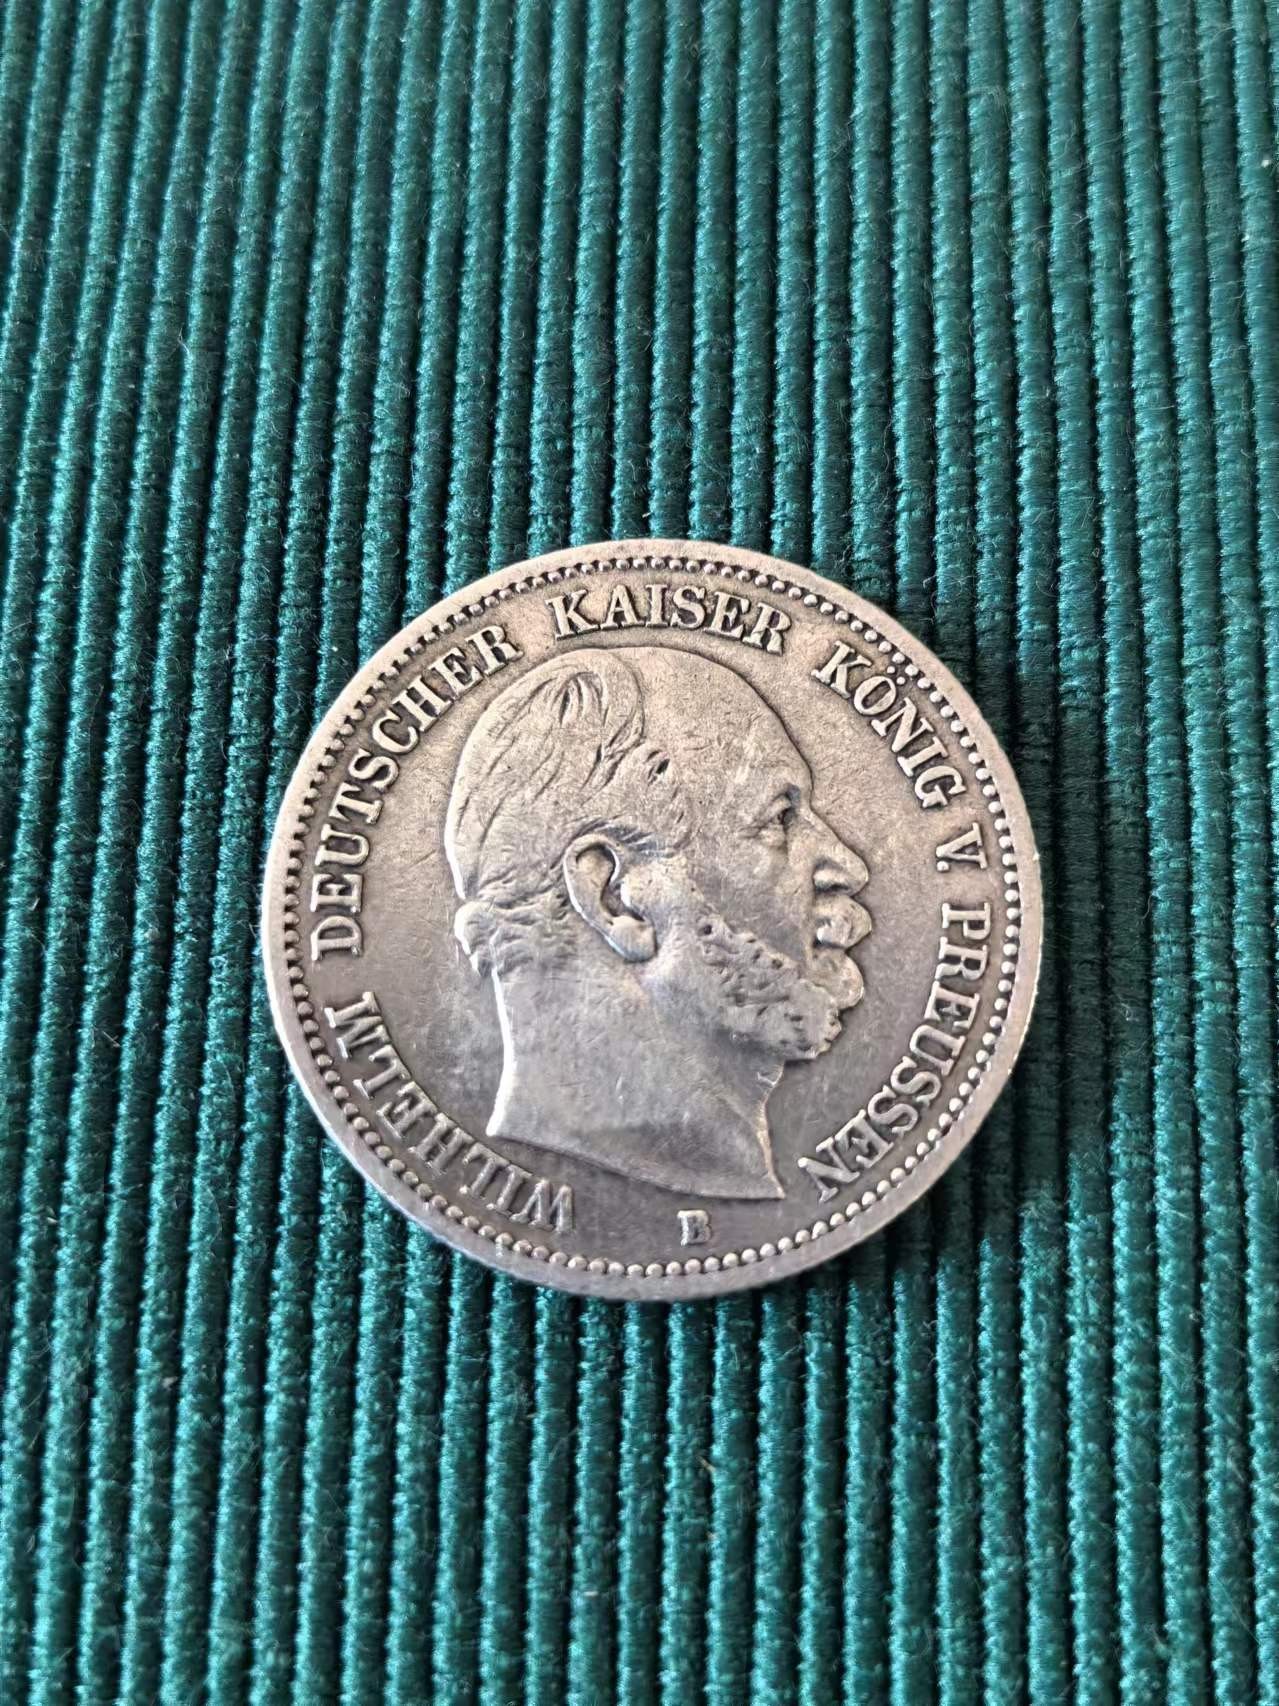 WILHELM DEUTSCHER KAISER KÖNIG V. PREUSSEN
B